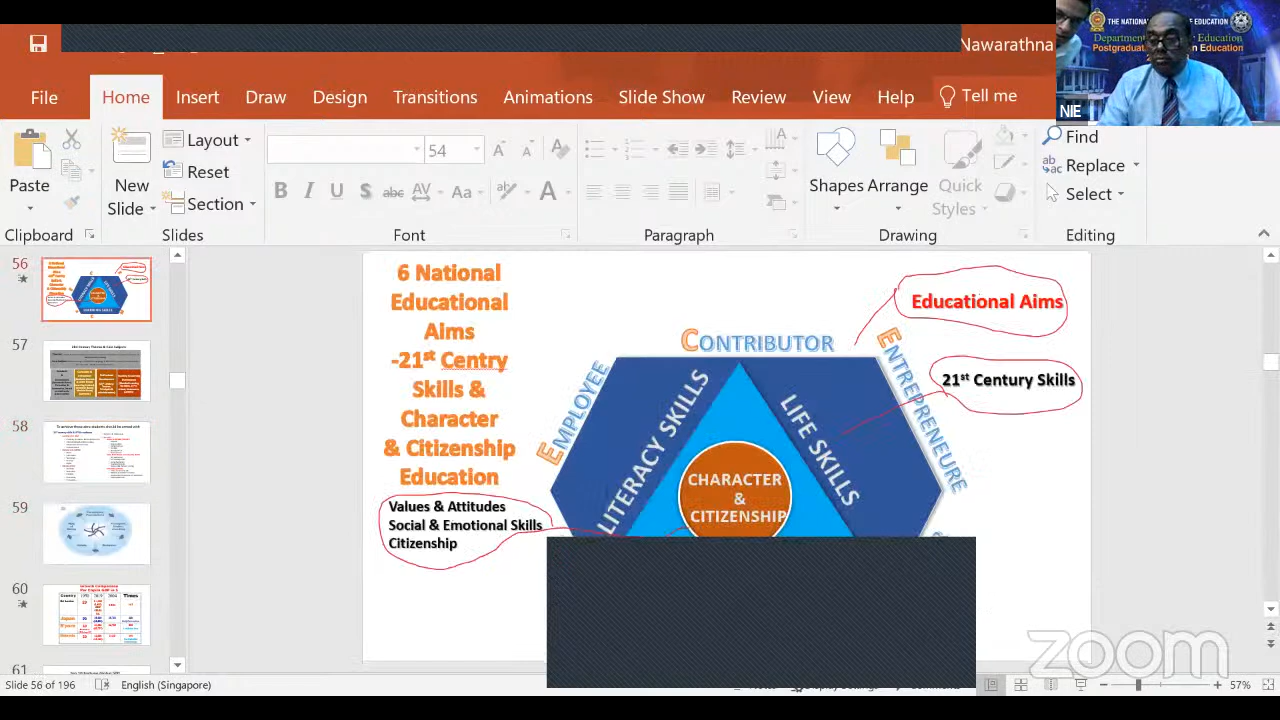 Nawarathna
THE NATIONAL
E OF EDUCATION
Department
Education
Postgraduate
Education
NIE
File
Home
Insert
Draw
Design
Transitions
Animations
Slide Show
Review
View
Help
Tell me
Paste
New
Slide
Layout
Reset
Section
54
Shapes
Arrange
Quick
Styles
Find
Replace
Select
Clipboard
Slides
Font
Paragraph
Drawing
Editing
56
57
58
59
60
61
6 National
Educational
Aims
-21st Centry
Skills &
Character
& Citizenship
Education
Values & Attitudes
Social & Emotional Skills
Citizenship
Educational Aims
21st Century Skills
CONTRIBUTOR
EMPLOYEE
ENTREPRENEURE
LITERACY SKILLS
LIFE SKILLS
CHARACTER
&
CITIZENSHIP
zoom
Slide 56 of 196
English (Singapore)
57%